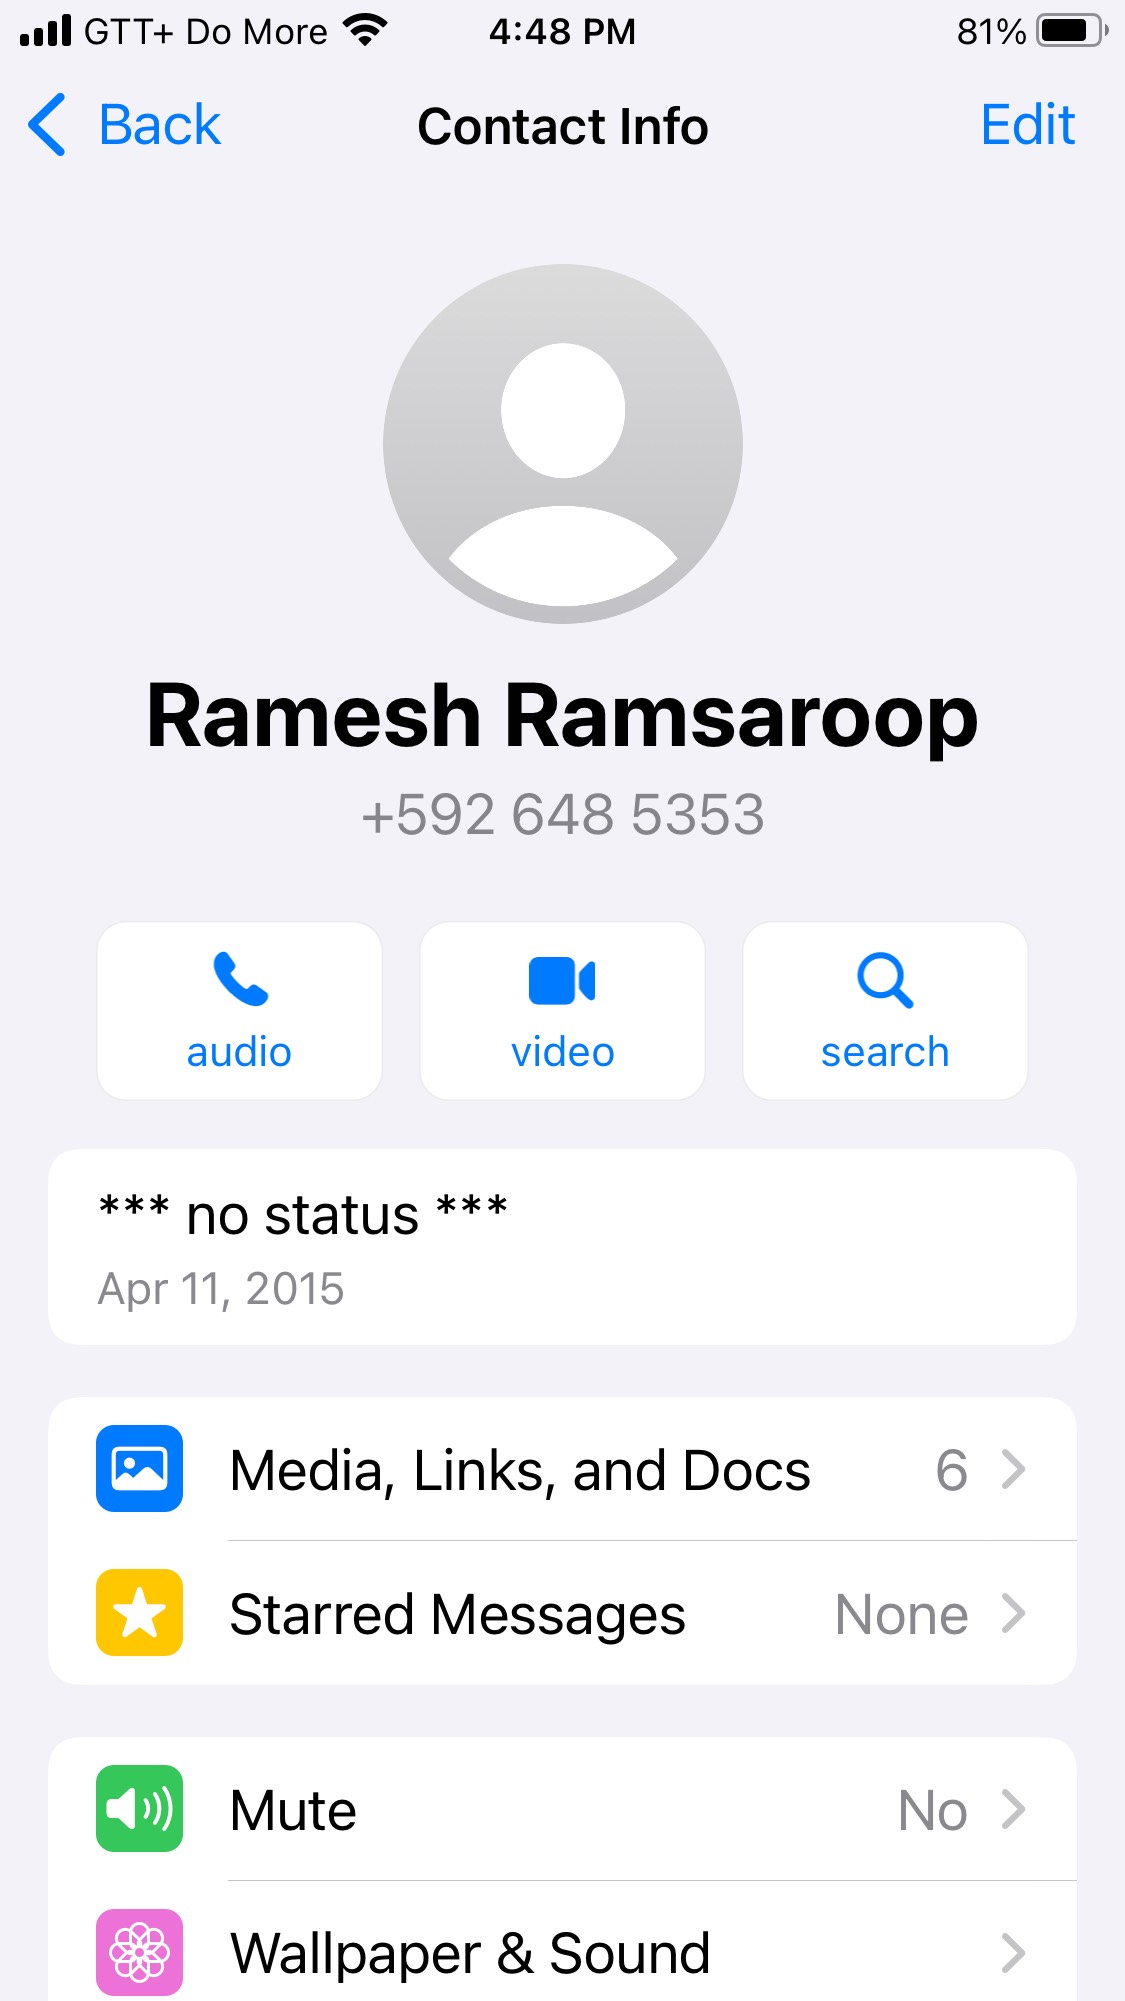 GTT+ Do More 4:48 PM 81%
Back Contact Info Edit
Ramesh Ramsaroop
+592 648 5353
audio video search
*** no status ***
Apr 11, 2015
Media, Links, and Docs 6
Starred Messages None
Mute No
Wallpaper & Sound